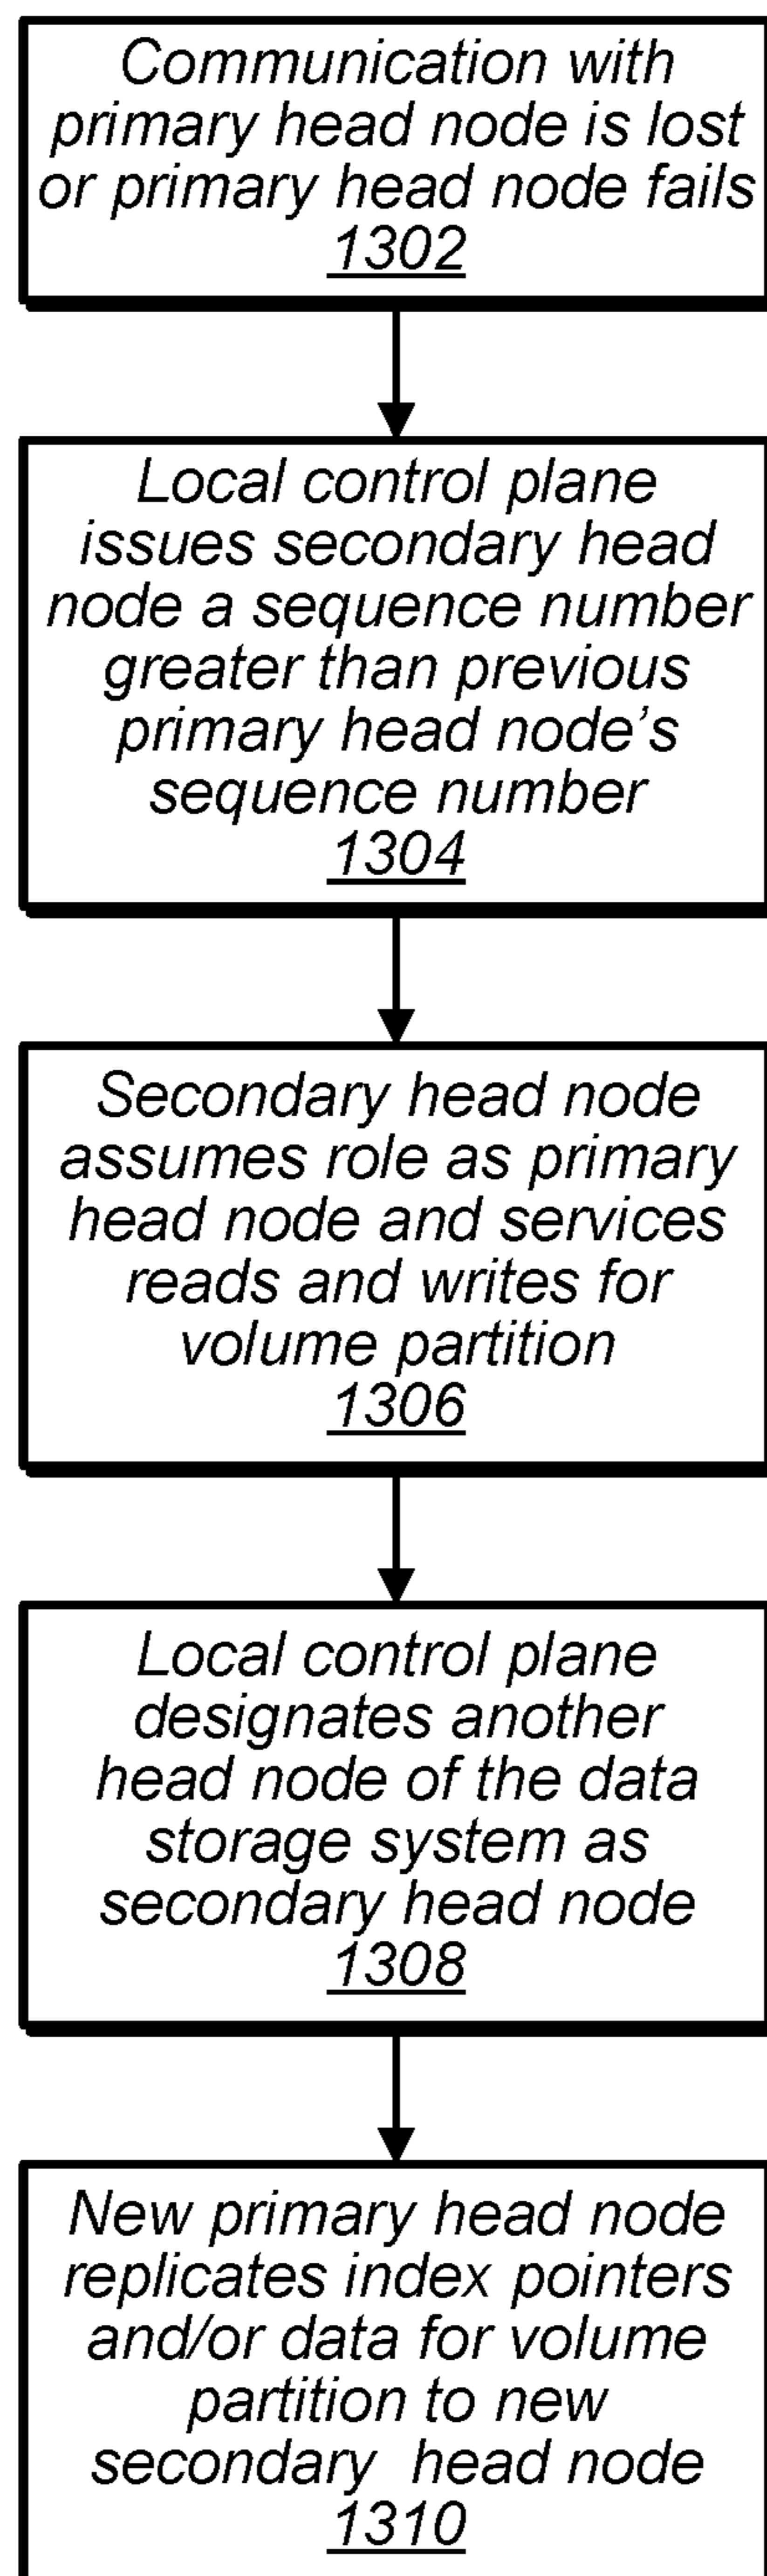 Communication with
primary head node is lost
or primary head node fails
1302
Local control plane
issues secondary head
node a sequence number
greater than previous
primary head node's
sequence number
1304
Secondary head node
assumes role as primary
head node and services
reads and writes for
volume partition
1306
Local control plane
designates another
head node of the data
storage system as
secondary head node
1308
New primary head node
replicates index pointers
and/or data for volume
partition to new
secondary head node
1310